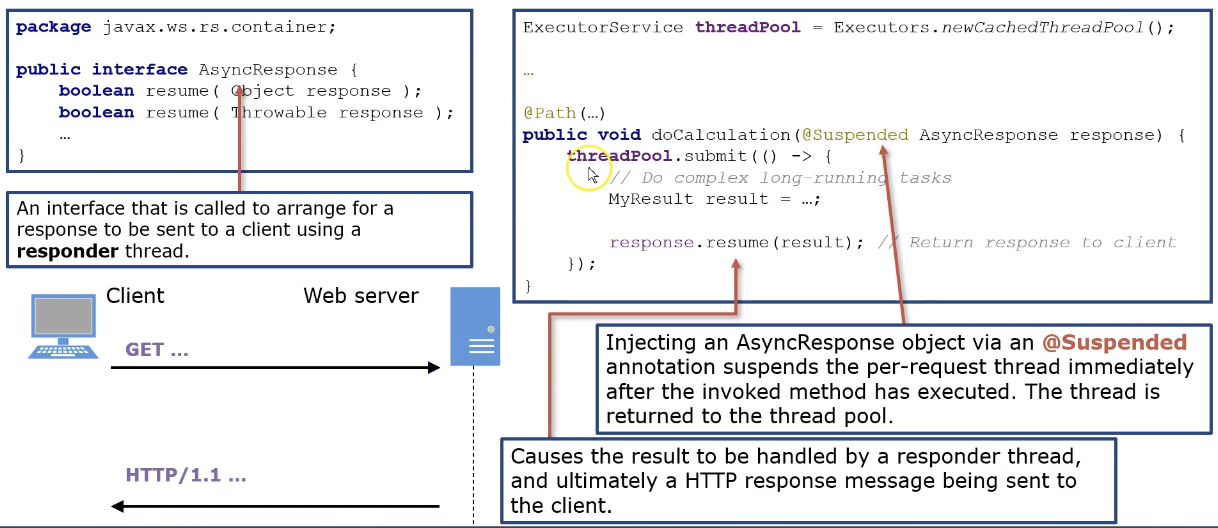 package javax.ws.rs.container;
public interface AsyncResponse {
boolean resume( Object response );
boolean resume( Throwable response );
…
}
An interface that is called to arrange for a
response to be sent to a client using a
responder thread.
ExecutorService threadPool = Executors.newCachedThreadPool();
…
@Path(…)
public void doCalculation(@Suspended AsyncResponse response) {
threadPool.submit(() -> {
// Do complex long-running tasks
MyResult result = …;
response.resume(result); // Return response to client
});
}
Client
Web server
GET …
HTTP/1.1 …
Injecting an AsyncResponse object via an @Suspended
annotation suspends the per-request thread immediately
after the invoked method has executed. The thread is
returned to the thread pool.
Causes the result to be handled by a responder thread,
and ultimately a HTTP response message being sent to
the client.